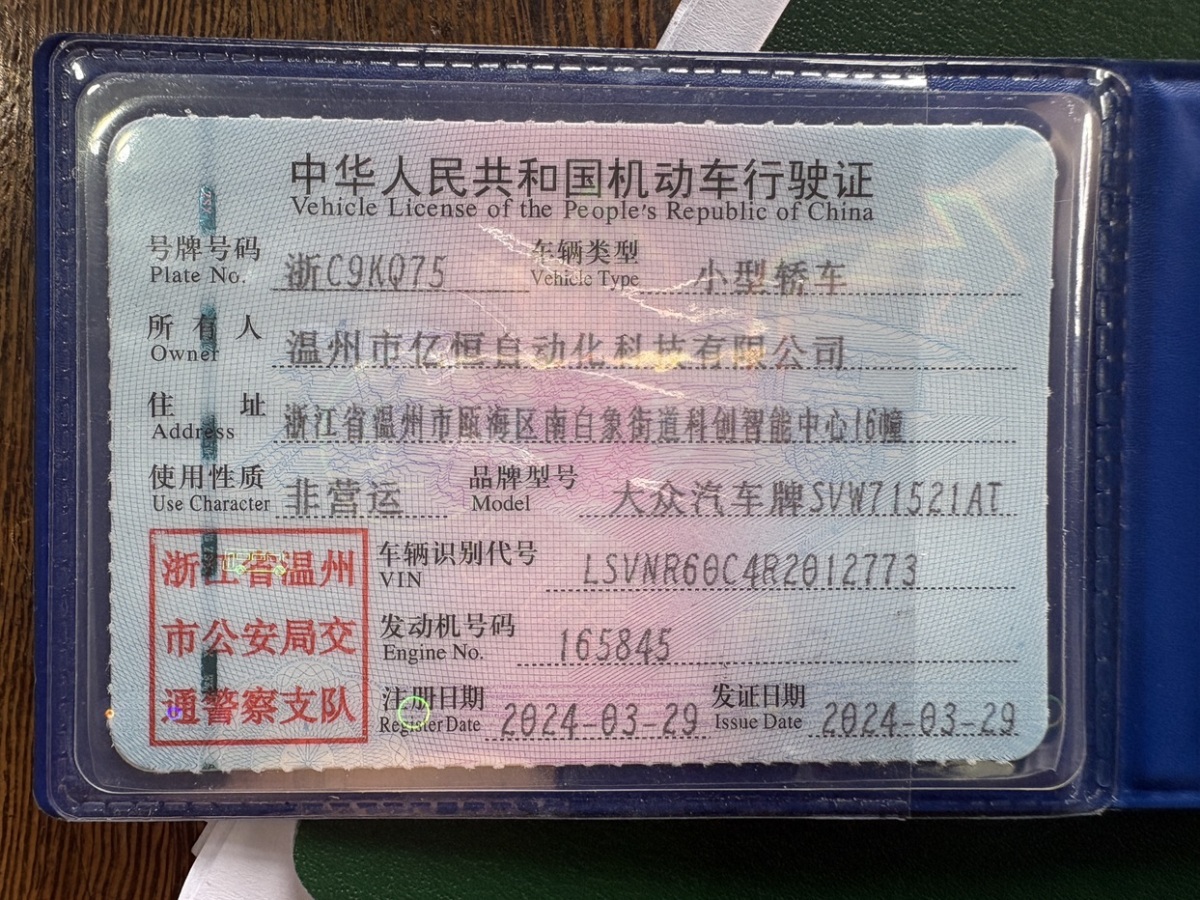 中华人民共和国机动车行驶证
Vehicle License of the People's Republic of China
号牌号码 浙C9KQ75 车辆类型 小型轿车
Plate No. Vehicle Type
所有人 温州市亿恒自动化科技有限公司
Owner
住址 浙江省温州市瓯海区南白象街道科创智能中心16幢
Address
使用性质 非营运 品牌型号 大众汽车牌SVW71521AT
Use Character Model
浙江省温州
市公安局交
通警察支队
车辆识别代号 LSVNR60C4R2012773
VIN
发动机号码 165845
Engine No.
注册日期 2024-03-29 发证日期 2024-03-29
Register Date Issue Date